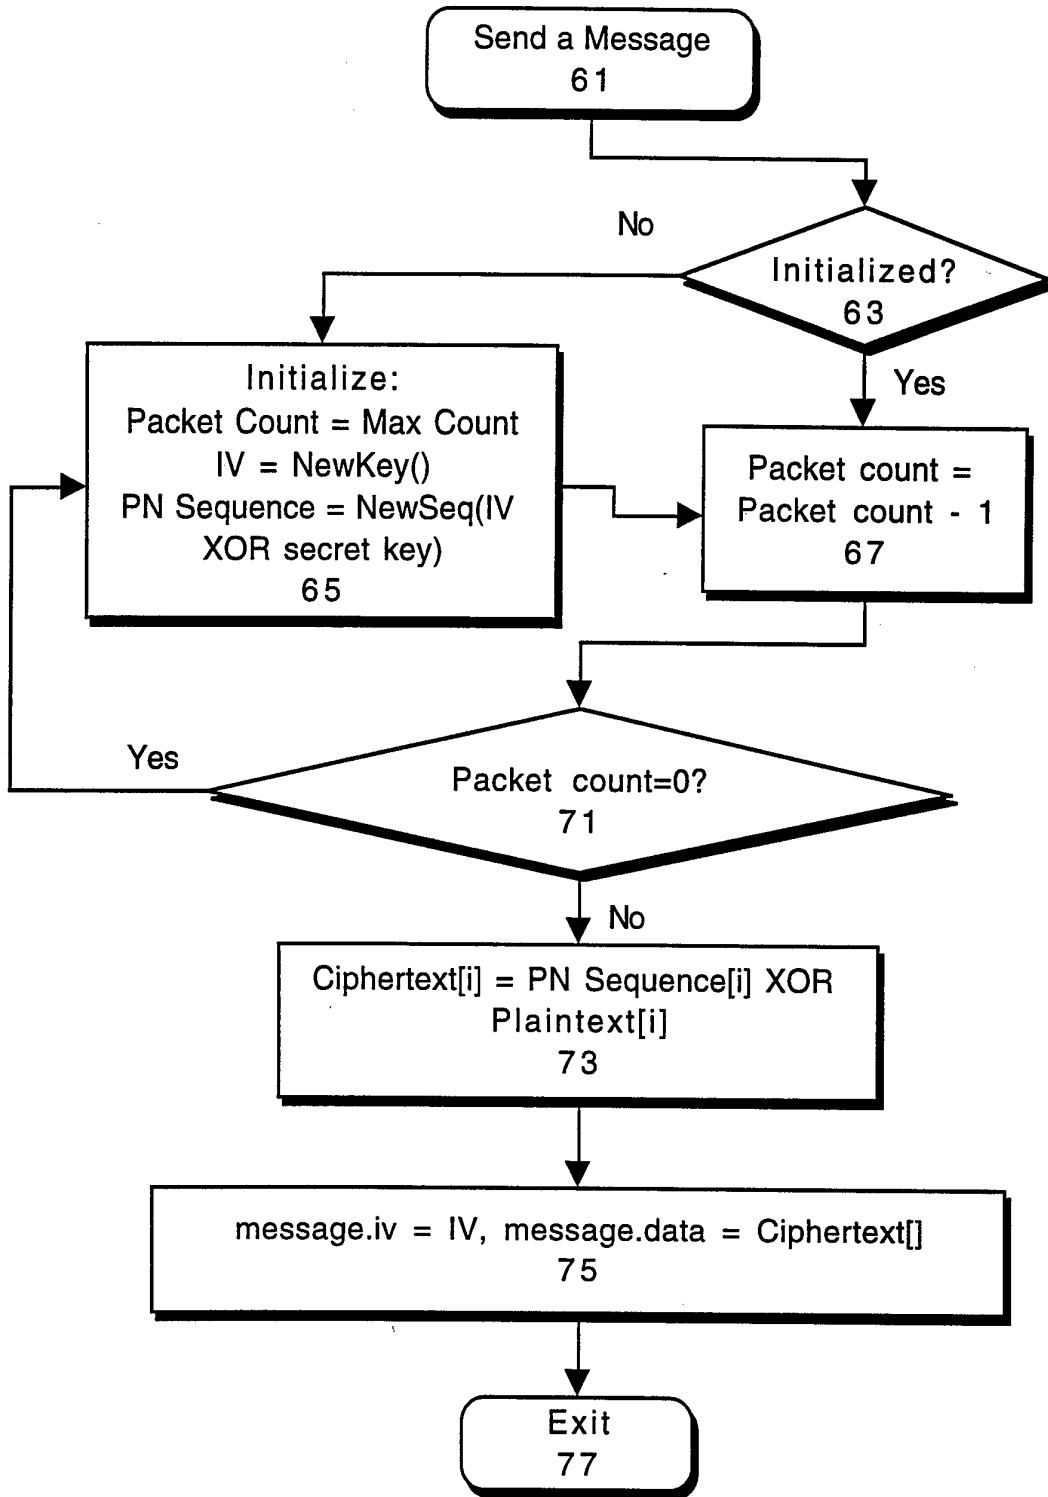 Send a Message
61
No
Initialized?
63
Yes
Initialize:
Packet Count = Max Count
IV = NewKey()
PN Sequence = NewSeq(IV
XOR secret key)
65
Packet count =
Packet count - 1
67
Yes
Packet count=0?
71
No
Ciphertext[i] = PN Sequence[i] XOR
Plaintext[i]
73
message.iv = IV, message.data = Ciphertext[]
75
Exit
77